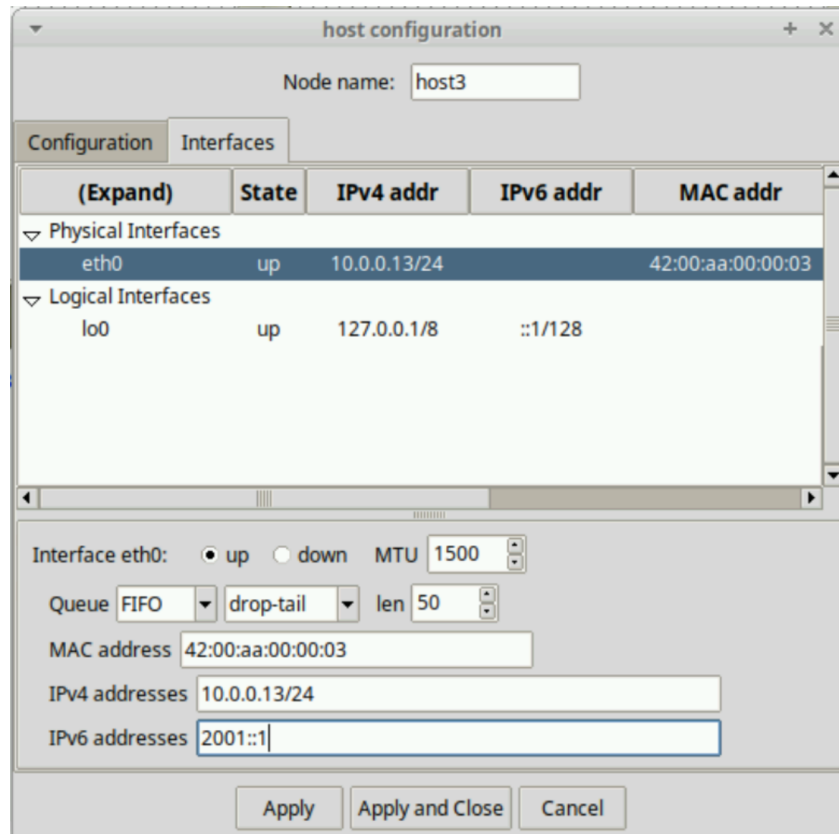 host configuration
Node name: host3
Configuration Interfaces
(Expand) State IPv4 addr IPv6 addr MAC addr
Physical Interfaces
eth0 up 10.0.0.13/24 42:00:aa:00:00:03
Logical Interfaces
lo0 up 127.0.0.1/8 ::1/128
Interface eth0: up down MTU 1500
Queue FIFO drop-tail len 50
MAC address 42:00:aa:00:00:03
IPv4 addresses 10.0.0.13/24
IPv6 addresses 2001::1
Apply Apply and Close Cancel